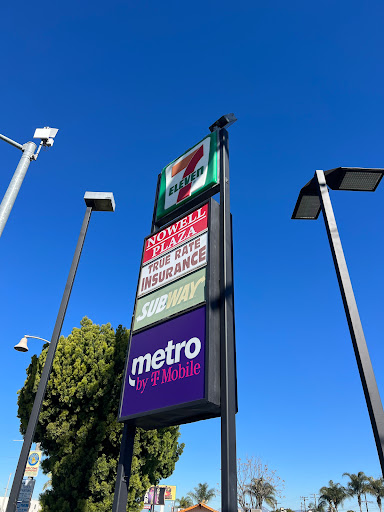 7
ELEVEN
NOWELL
PLAZA
TRUE RATE
INSURANCE
SUBWAY
metro
by T Mobile